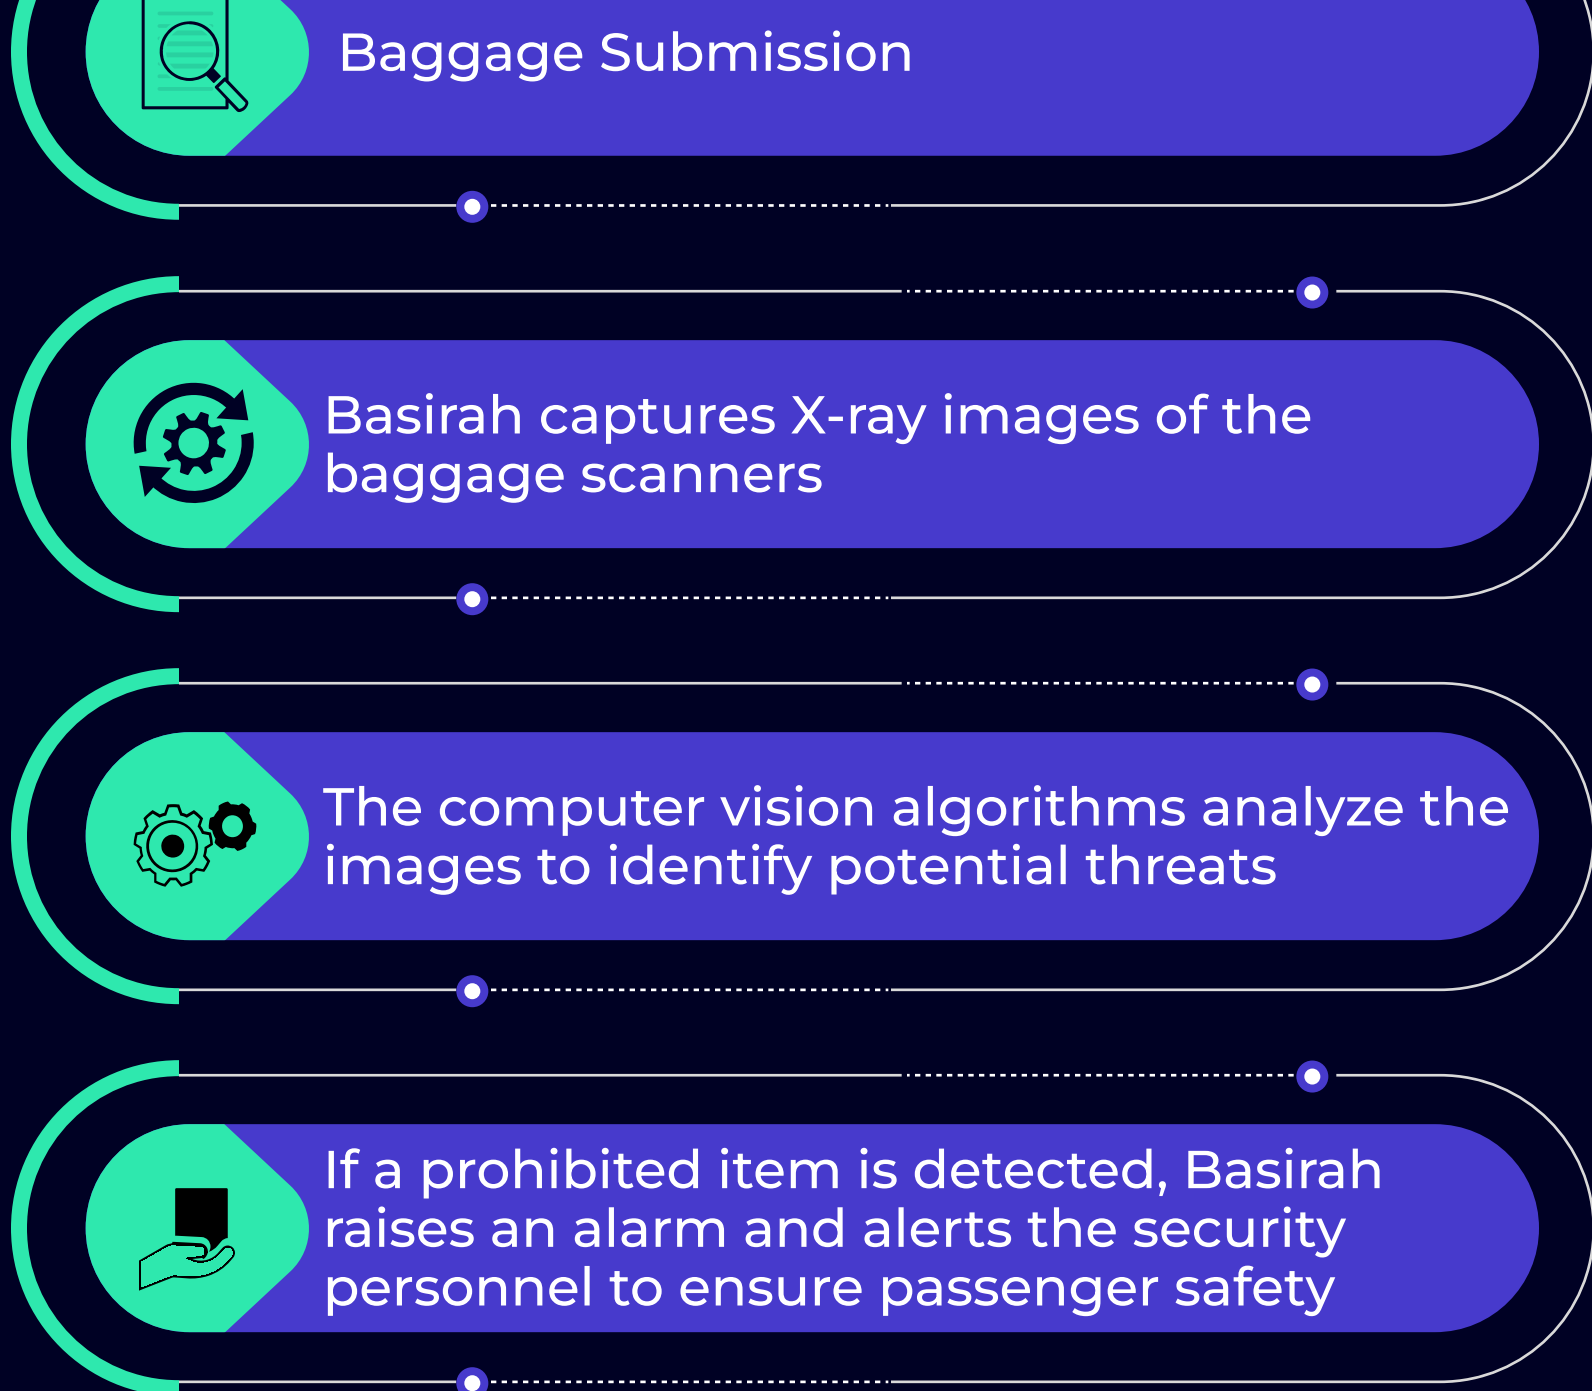 Baggage Submission
Basirah captures X-ray images of the
baggage scanners
The computer vision algorithms analyze the
images to identify potential threats
If a prohibited item is detected, Basirah
raises an alarm and alerts the security
personnel to ensure passenger safety